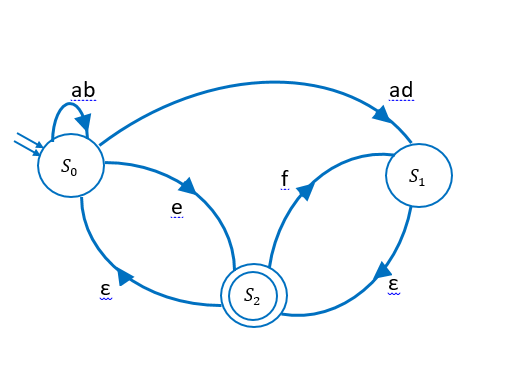 ab
ad
S₀
S₁
f
e
ε
ε
S₂